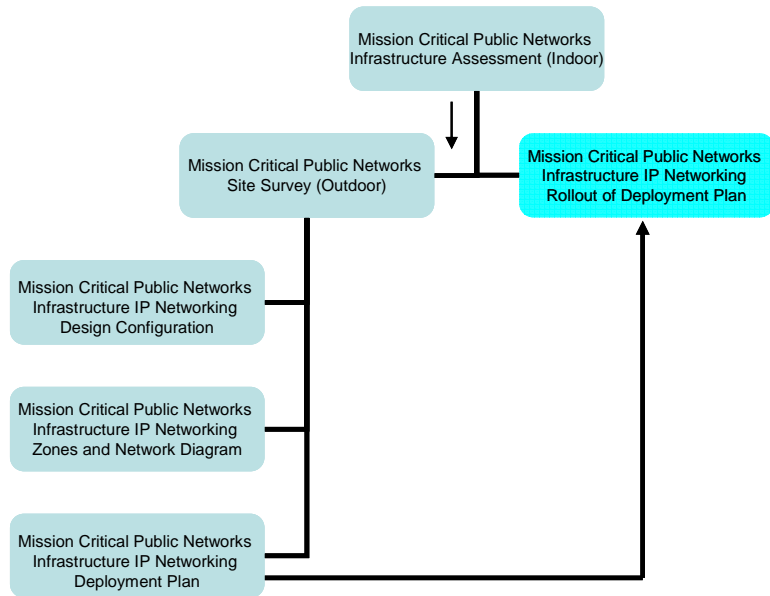 Mission Critical Public Networks
Infrastructure Assessment (Indoor)
Mission Critical Public Networks
Site Survey (Outdoor)
Mission Critical Public Networks
Infrastructure IP Networking
Rollout of Deployment Plan
Mission Critical Public Networks
Infrastructure IP Networking
Design Configuration
Mission Critical Public Networks
Infrastructure IP Networking
Zones and Network Diagram
Mission Critical Public Networks
Infrastructure IP Networking
Deployment Plan